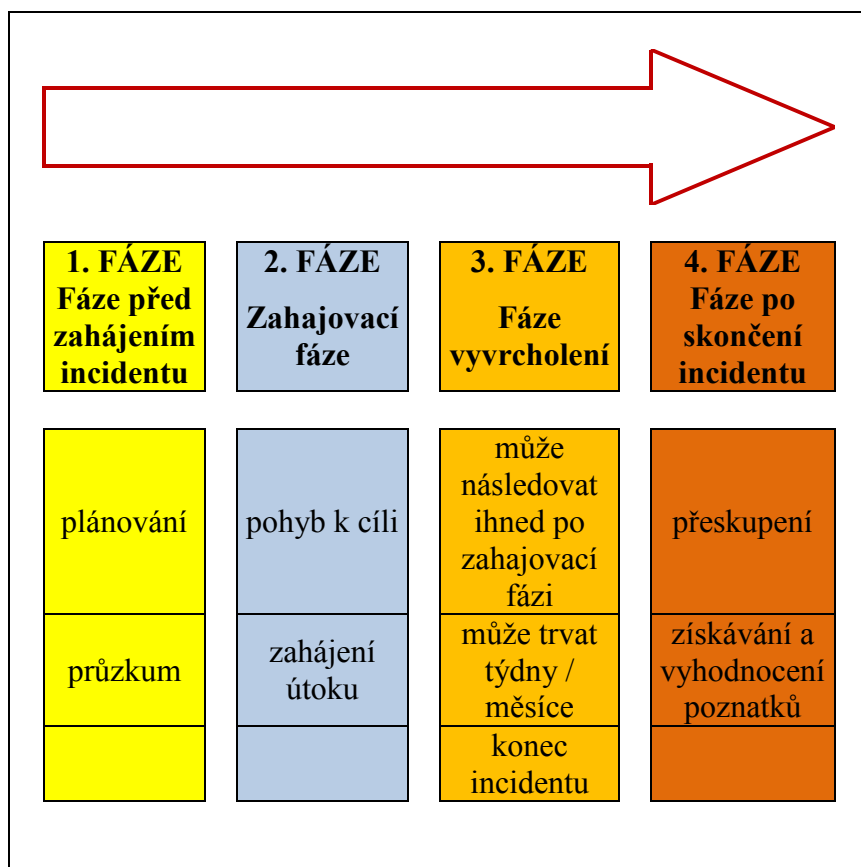 1. FÁZE
Fáze před
zahájením
incidentu
2. FÁZE
Zahajovací
fáze
3. FÁZE
Fáze
vyvrcholení
4. FÁZE
Fáze po
skončení
incidentu
plánování
pohyb k cíli
může
následovat
ihned po
zahajovací
fázi
přeskupení
průzkum
zahájení
útoku
může trvat
týdny /
měsíce
získávání a
vyhodnocení
poznatků
konec
incidentu